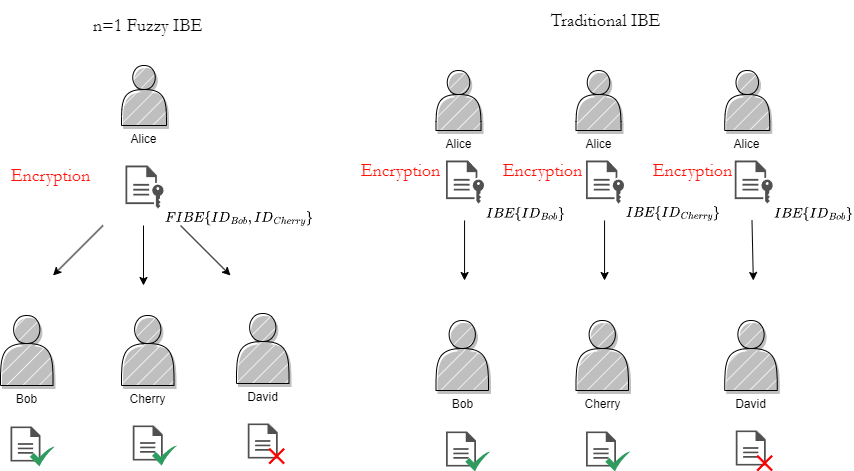 n=1 Fuzzy IBE
Alice
Encryption
FIBE{ID_Bob, ID_Cherry}
Bob
Cherry
David
Traditional IBE
Alice
Alice
Alice
Encryption
Encryption
Encryption
IBE{ID_Bob}
IBE{ID_Cherry}
IBE{ID_Bob}
Bob
Cherry
David